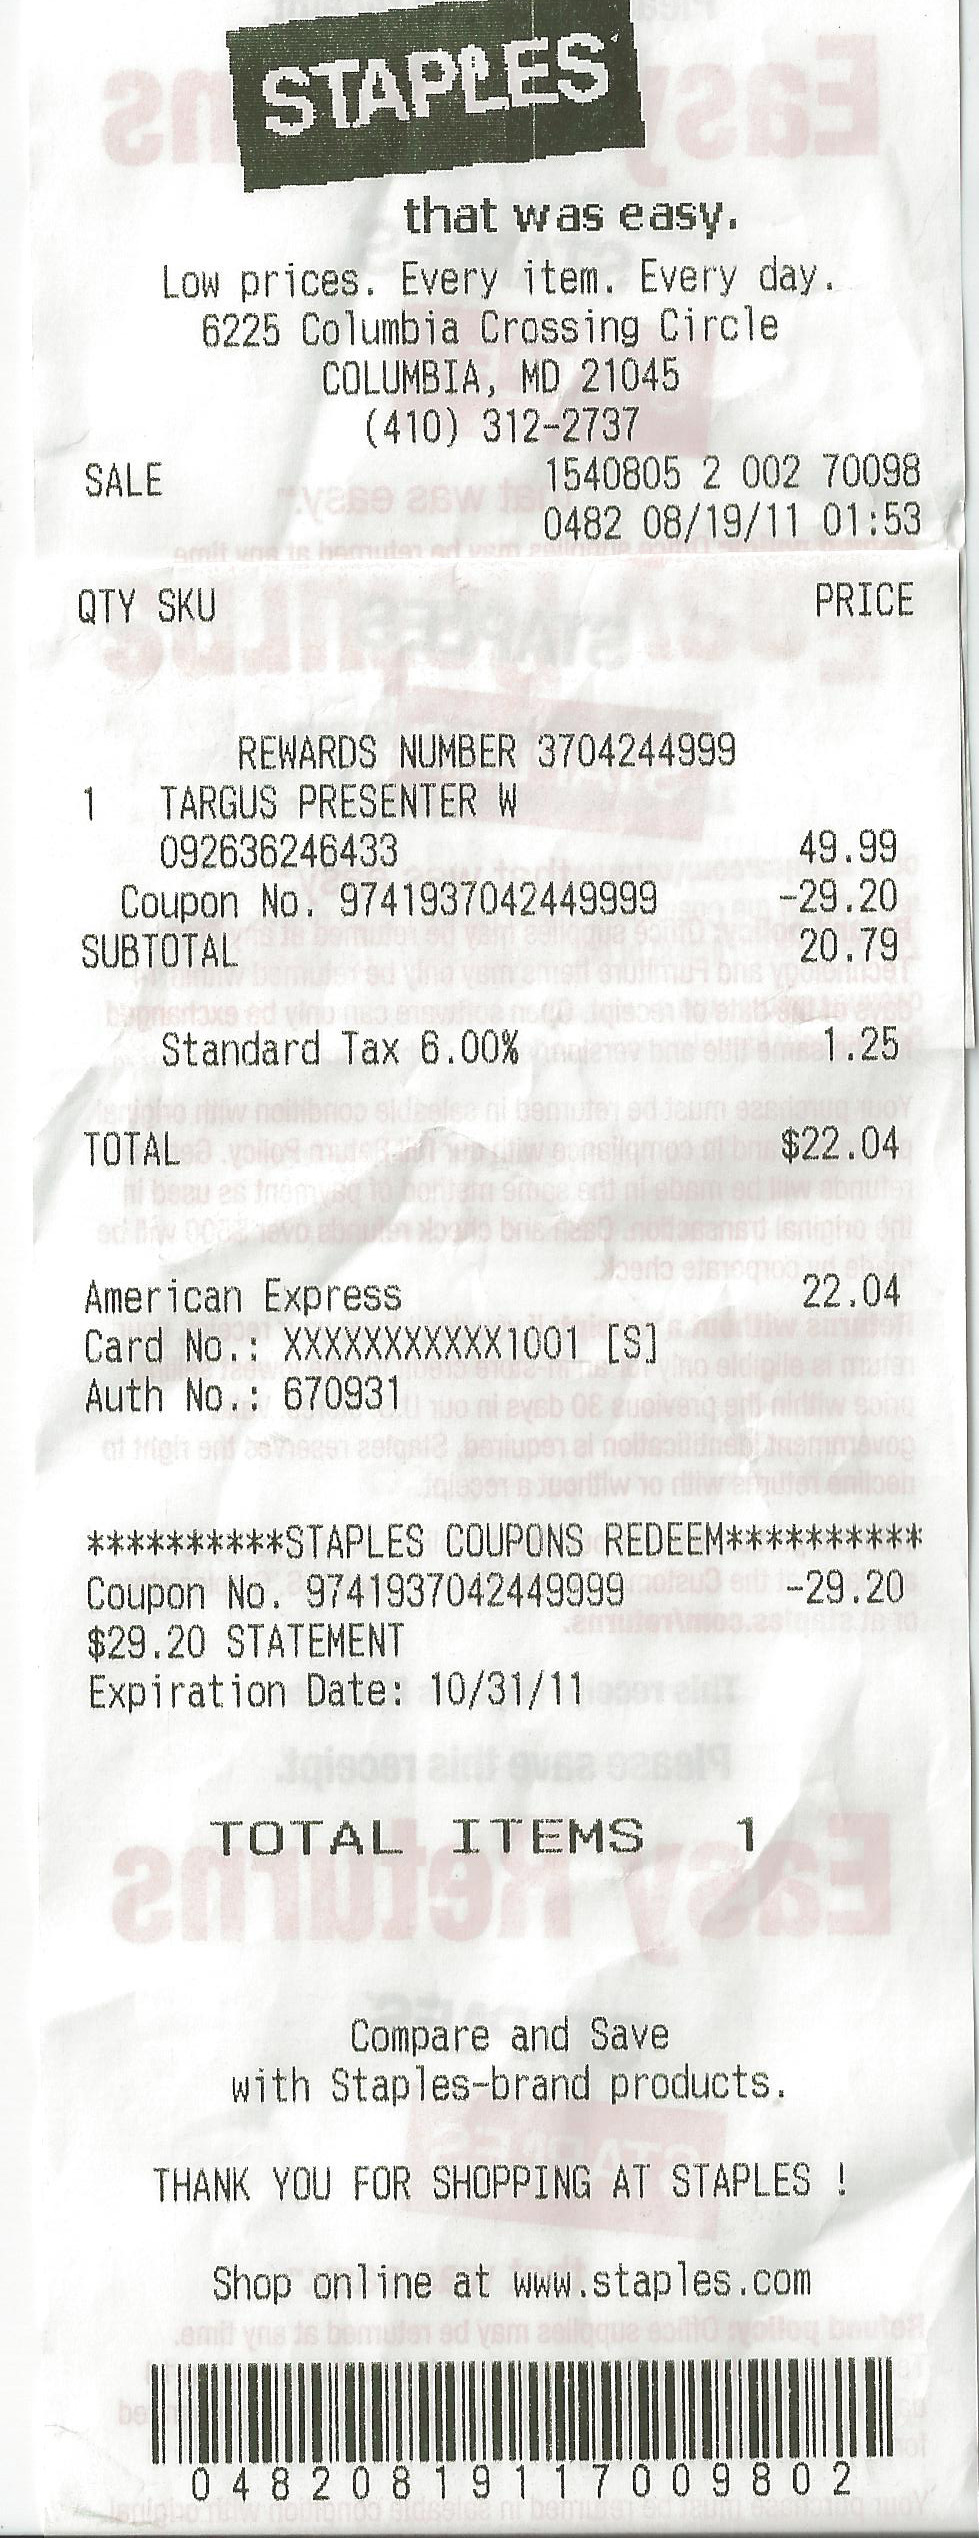 STAPLES
that was easy.
Low prices. Every item. Every day.
6225 Columbia Crossing Circle
COLUMBIA, MD 21045
(410) 312-2737
SALE 1540805 2 002 70098
0482 08/19/11 01:53
QTY SKU PRICE
REWARDS NUMBER 3704244999
1 TARGUS PRESENTER W
092636246433 49.99
Coupon No. 9741937042449999 -29.20
SUBTOTAL 20.79
Standard Tax 6.00% 1.25
TOTAL $22.04
American Express 22.04
Card No.: XXXXXXXXXXX1001 [S]
Auth No.: 670931
**********STAPLES COUPONS REDEEM**********
Coupon No. 9741937042449999 -29.20
$29.20 STATEMENT
Expiration Date: 10/31/11
TOTAL ITEMS 1
Compare and Save
with Staples-brand products.
THANK YOU FOR SHOPPING AT STAPLES !
Shop online at www.staples.com
04820819117009802